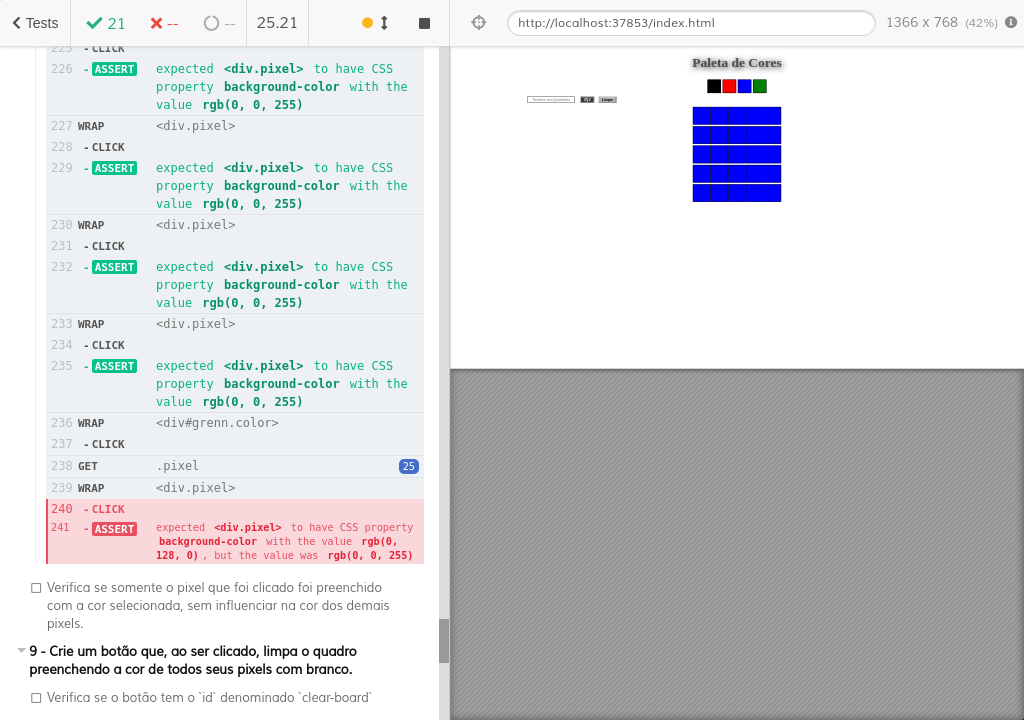 Tests
21
--
--
25.21
http://localhost:37853/index.html
1366 x 768 (42%)
225 -CLICK
226 -ASSERT expected <div.pixel> to have CSS
property background-color with the
value rgb(0, 0, 255)
227 WRAP <div.pixel>
228 -CLICK
229 -ASSERT expected <div.pixel> to have CSS
property background-color with the
value rgb(0, 0, 255)
230 WRAP <div.pixel>
231 -CLICK
232 -ASSERT expected <div.pixel> to have CSS
property background-color with the
value rgb(0, 0, 255)
233 WRAP <div.pixel>
234 -CLICK
235 -ASSERT expected <div.pixel> to have CSS
property background-color with the
value rgb(0, 0, 255)
236 WRAP <div#grenn.color>
237 -CLICK
238 GET .pixel 25
239 WRAP <div.pixel>
240 -CLICK
241 -ASSERT expected <div.pixel> to have CSS property
background-color with the value rgb(0,
128, 0), but the value was rgb(0, 0, 255)
Verifica se somente o pixel que foi clicado foi preenchido
com a cor selecionada, sem influenciar na cor dos demais
pixels.
9 - Crie um botão que, ao ser clicado, limpa o quadro
preenchendo a cor de todos seus pixels com branco.
Verifica se o botão tem o `id` denominado `clear-board`
Paleta de Cores
Limpar